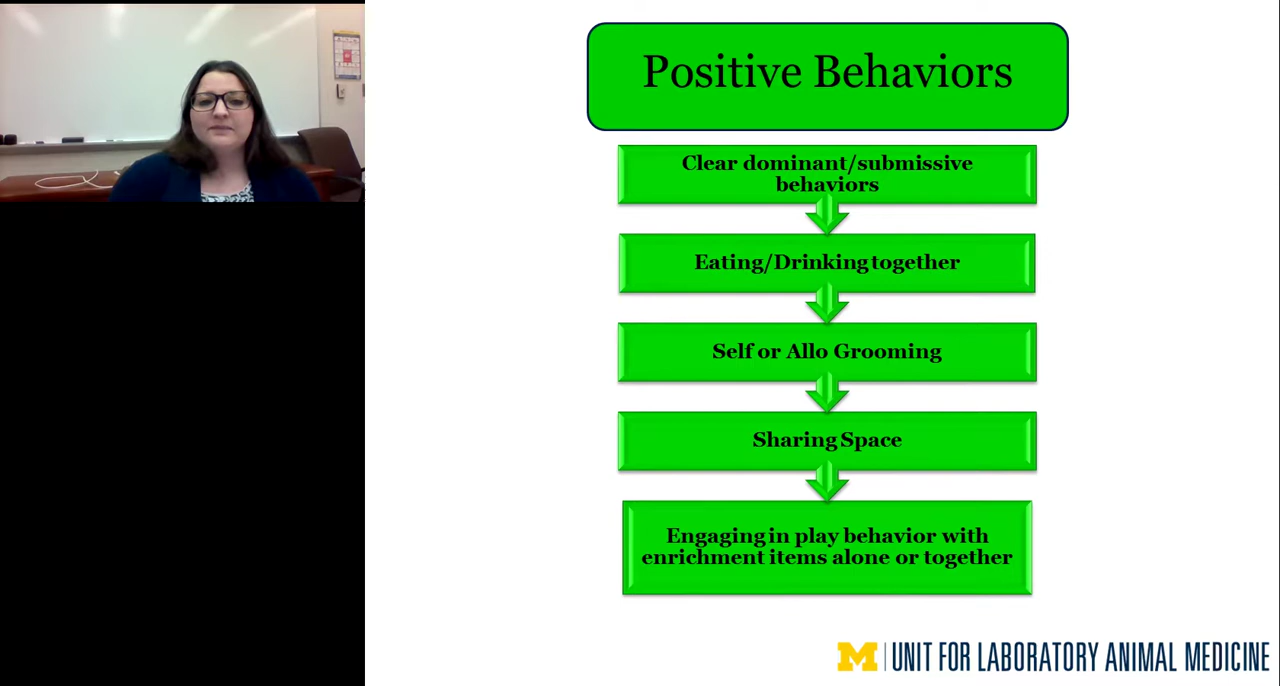 Positive Behaviors
Clear dominant/submissive
behaviors
Eating/Drinking together
Self or Allo Grooming
Sharing Space
Engaging in play behavior with
enrichment items alone or together
M UNIT FOR LABORATORY ANIMAL MEDICINE